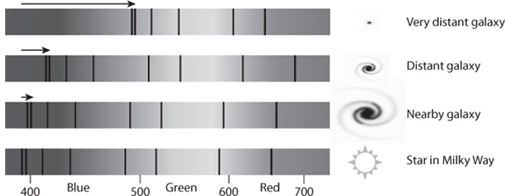 Very distant galaxy
Distant galaxy
Nearby galaxy
Star in Milky Way
400 Blue 500 Green 600 Red 700